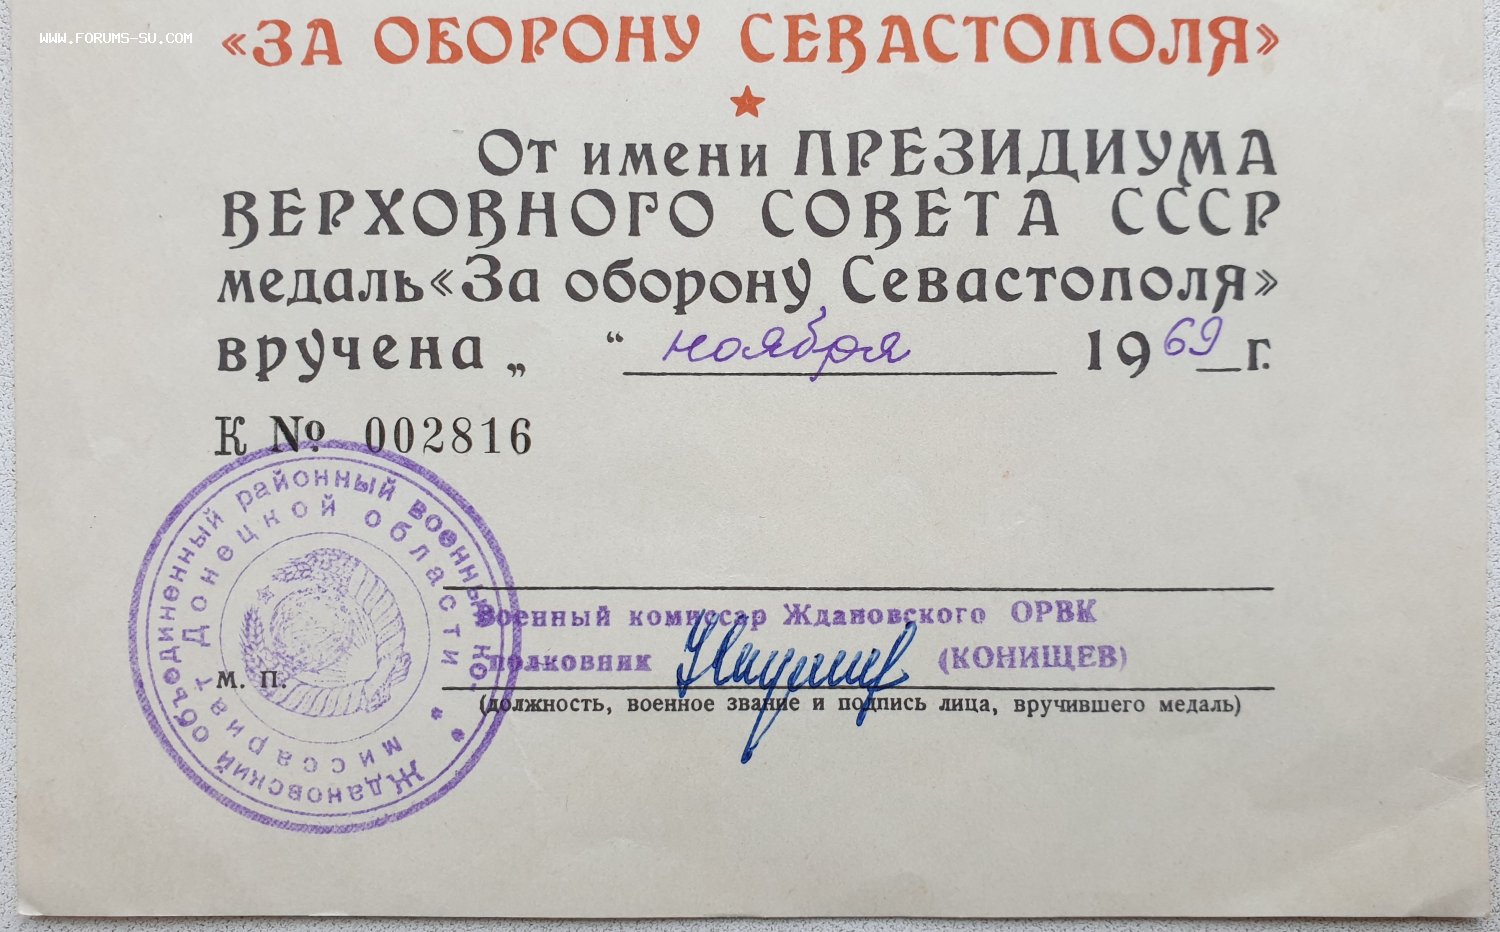 WWW.FORUMS-SU.COM
«ЗА ОБОРОНУ СЕВАСТОПОЛЯ»
От имени ПРЕЗИДИУМА
ВЕРХОВНОГО СОВЕТА СССР
медаль «За оборону Севастополя»
вручена „ “ ноября 1969 г.
К № 002816
Ждановский объединенный районный военный ко-
миссариат Донецкой области
Военный комиссар Ждановского ОРВК
полковник (КОНИЩЕВ)
М. П.
(должность, военное звание и подпись лица, вручившего медаль)